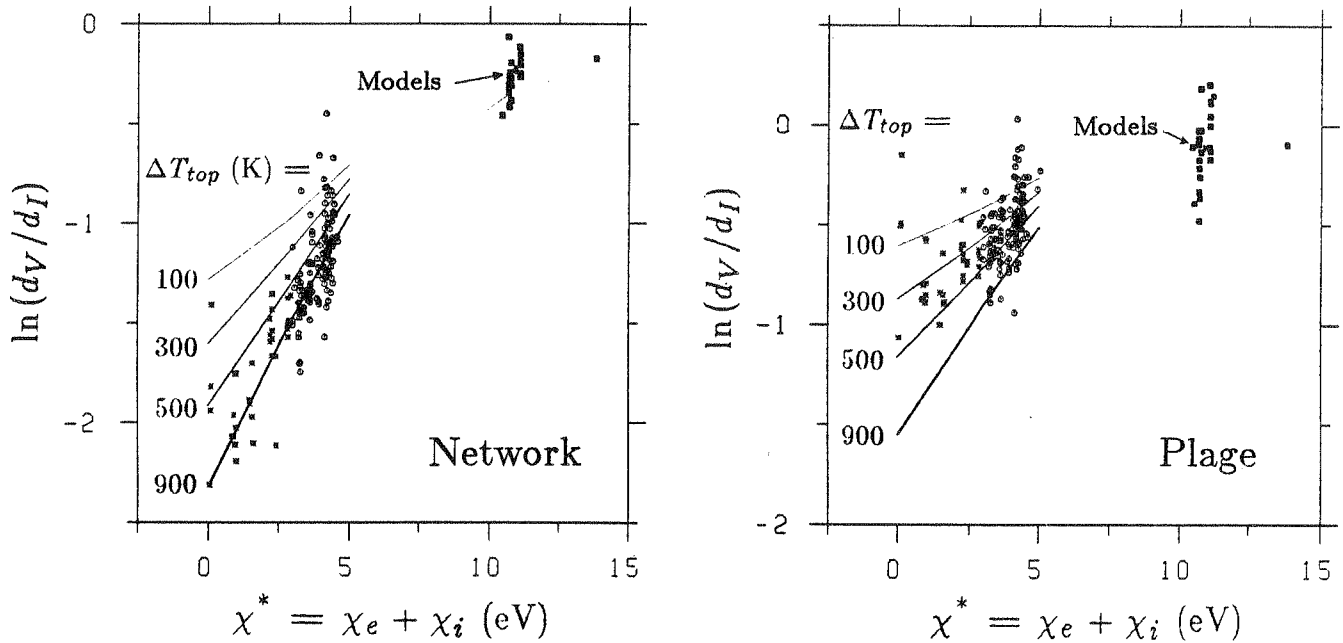 0
-1
-2
ln(d_V/d_I)
ΔT_top (K) =
100
300
500
900
Models
Network
0 5 10 15
χ* = χ_e + χ_i (eV)
0
-1
-2
ln(d_V/d_I)
ΔT_top =
100
300
500
900
Models
Plage
0 5 10 15
χ* = χ_e + χ_i (eV)